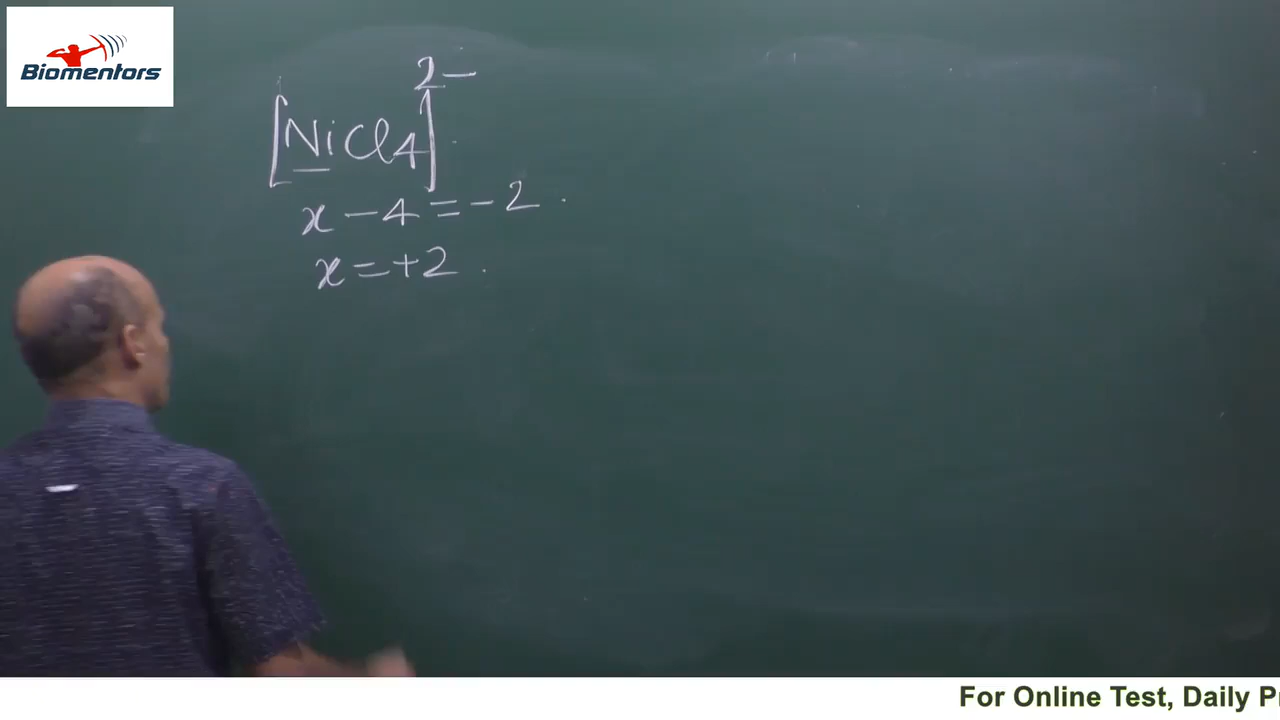 Biomentors
[NiCl4]2-
x - 4 = -2
x = +2
For Online Test, Daily Pr